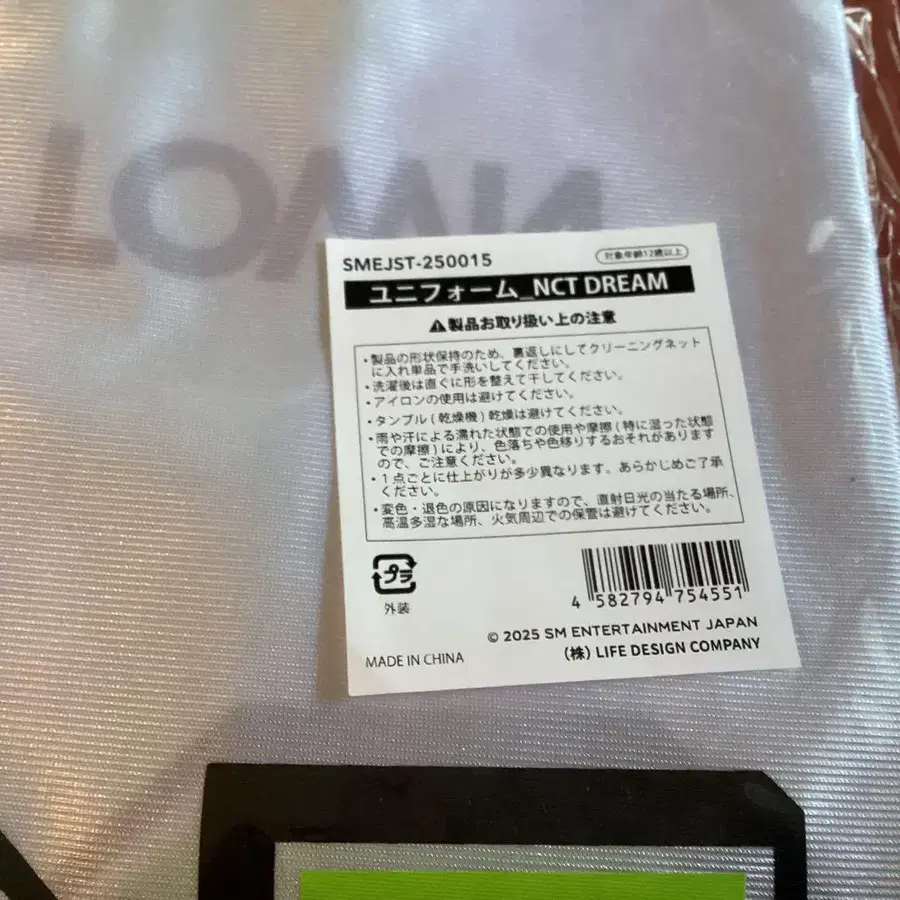 SMEJST-250015
対象年齢12歳以上
ユニフォーム_NCT DREAM
⚠製品お取り扱い上の注意
・製品の形状保持のため、裏返しにしてクリーニングネット
に入れ単品で手洗いしてください。
・洗濯後は直ぐに形を整えて干してください。
・アイロンの使用は避けてください。
・タンブル(乾燥機)乾燥は避けてください。
・雨や汗による濡れた状態での使用や摩擦(特に湿った状態
での摩擦)により、色落ちや色移りするおそれがあります
ので、ご注意ください。
・1点ごとに仕上がりが多少異なります。あらかじめご了承
ください。
・変色・退色の原因になりますので、直射日光の当たる場所、
高温多湿な場所、火気周辺での保管は避けてください。
プラ
外装
4 582794 754551
© 2025 SM ENTERTAINMENT JAPAN
(株) LIFE DESIGN COMPANY
MADE IN CHINA